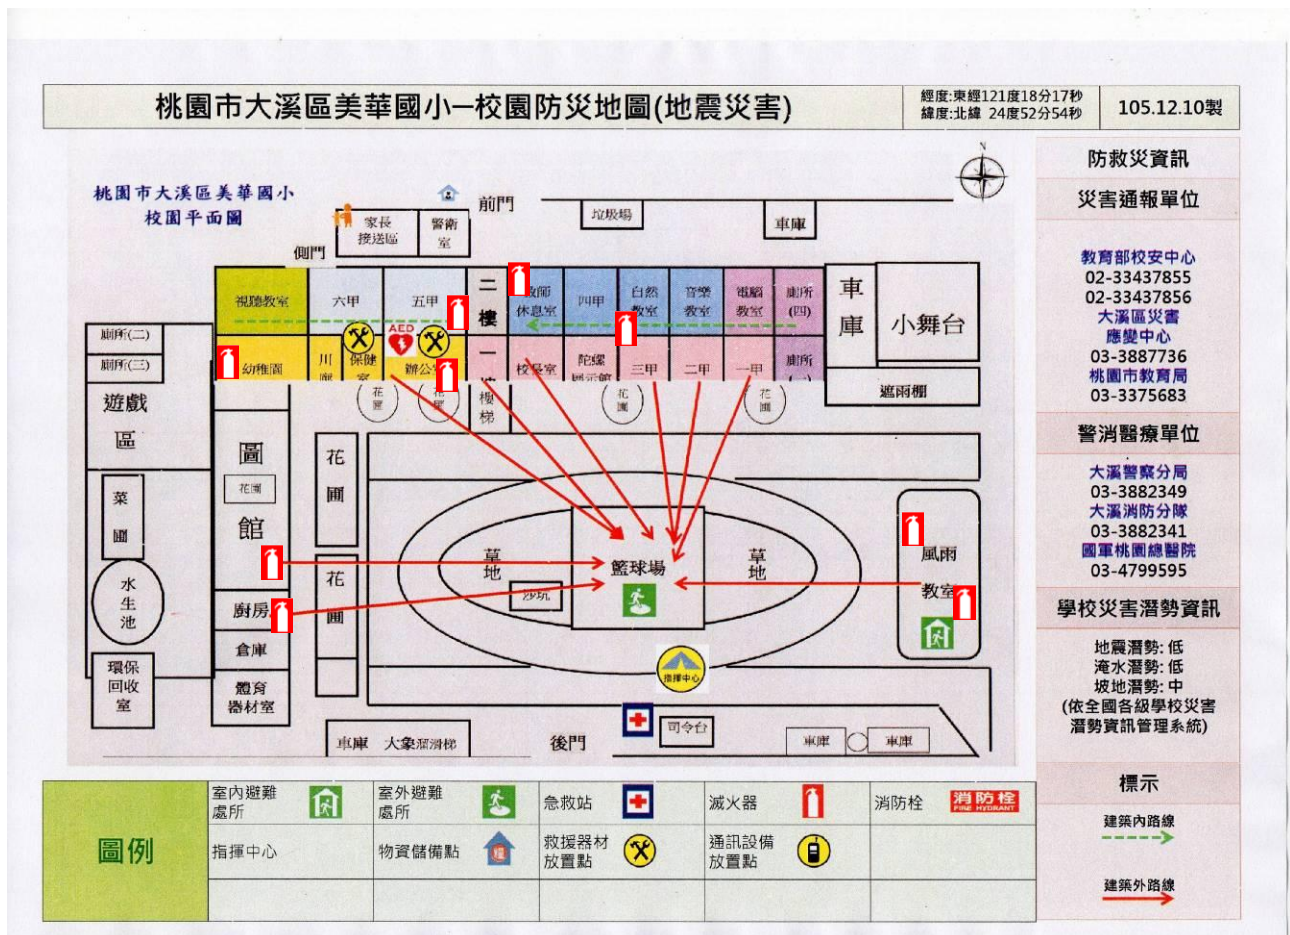 桃園市大溪區美華國小—校園防災地圖(地震災害)
經度:東經121度18分17秒
緯度:北緯 24度52分54秒
105.12.10製
桃園市大溪區美華國小
校園平面圖
N
前門
垃圾場
車庫
家長
接送區
警衛
室
側門
視聽教室
六甲
五甲
二
樓
教師
休息室
四甲
自然
教室
音樂
教室
電腦
教室
廁所
(四)
車
庫
小舞台
遮雨棚
AED
幼稚園
川
保健
室
辦公
一
樓
梯
校長室
陀螺
展示館
三甲
二甲
一甲
廁所
花
圃
花
圃
花
圃
花
圃
廁所(二)
廁所(三)
遊戲
區
菜
圃
水
生
池
環保
回收
室
圖
花圃
館
廚房
倉庫
體育
器材室
花
圃
花
圃
草
地
沙坑
籃球場
草
地
風雨
教室
指揮中心
司令台
車庫
大象溜滑梯
後門
車庫
車庫
防救災資訊
災害通報單位
教育部校安中心
02-33437855
02-33437856
大溪區災害
應變中心
03-3887736
桃園市教育局
03-3375683
警消醫療單位
大溪警察分局
03-3882349
大溪消防分隊
03-3882341
國軍桃園總醫院
03-4799595
學校災害潛勢資訊
地震潛勢: 低
淹水潛勢: 低
坡地潛勢: 中
(依全國各級學校災害
潛勢資訊管理系統)
標示
建築內路線
建築外路線
圖例
室內避難
處所
室外避難
處所
急救站
滅火器
消防栓
消防栓
FIRE HYDRANT
指揮中心
物資儲備點
救援器材
放置點
通訊設備
放置點